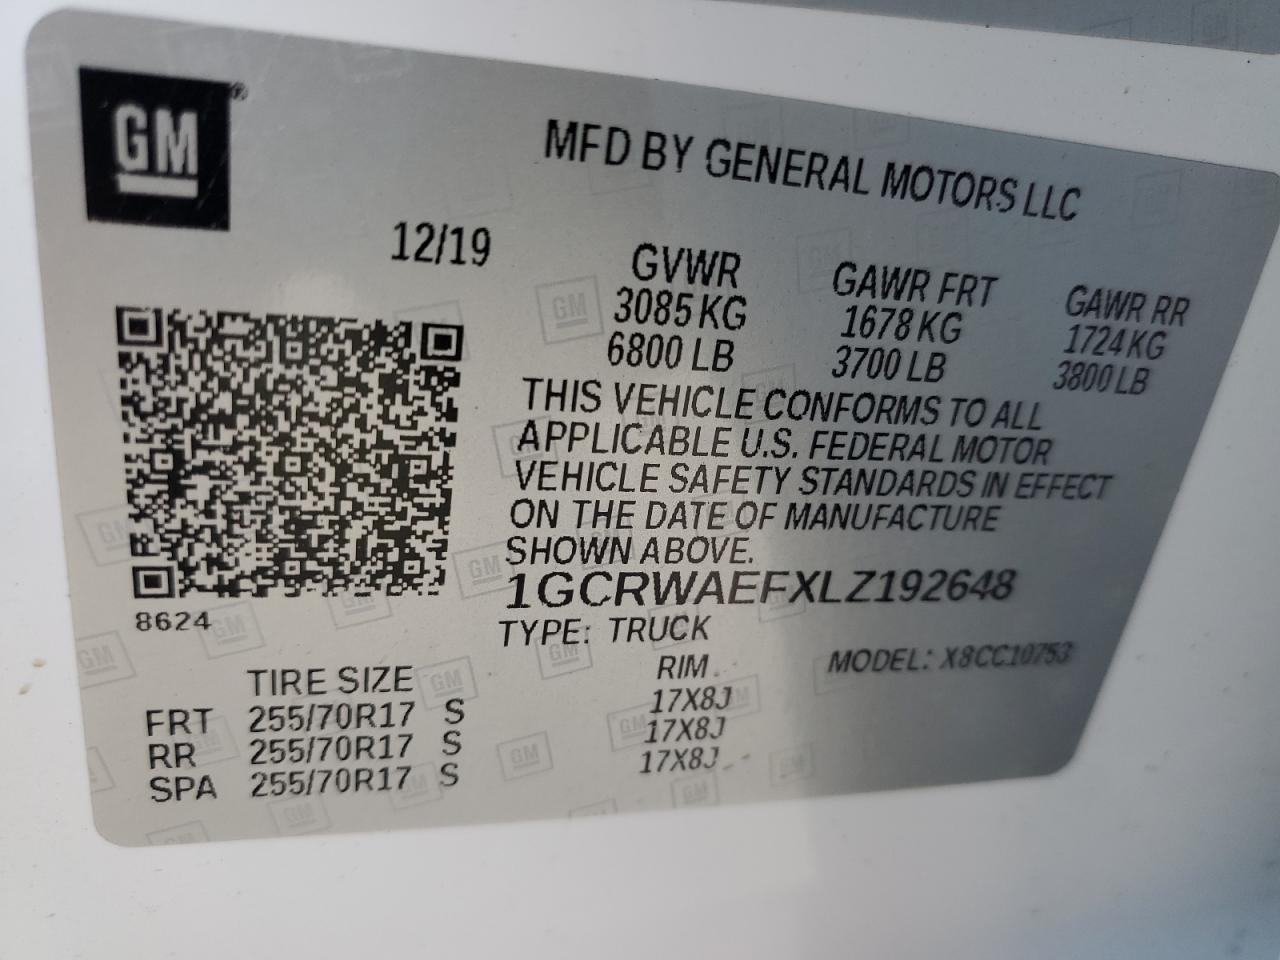 GM®
MFD BY GENERAL MOTORS LLC
12/19
GVWR GAWR FRT GAWR RR
3085 KG 1678 KG 1724 KG
6800 LB 3700 LB 3800 LB
THIS VEHICLE CONFORMS TO ALL
APPLICABLE U.S. FEDERAL MOTOR
VEHICLE SAFETY STANDARDS IN EFFECT
ON THE DATE OF MANUFACTURE
SHOWN ABOVE.
1GCRWAEFXLZ192648
8624
TYPE: TRUCK
MODEL: X8CC10753
TIRE SIZE RIM
FRT 255/70R17 S 17X8J
RR 255/70R17 S 17X8J
SPA 255/70R17 S 17X8J